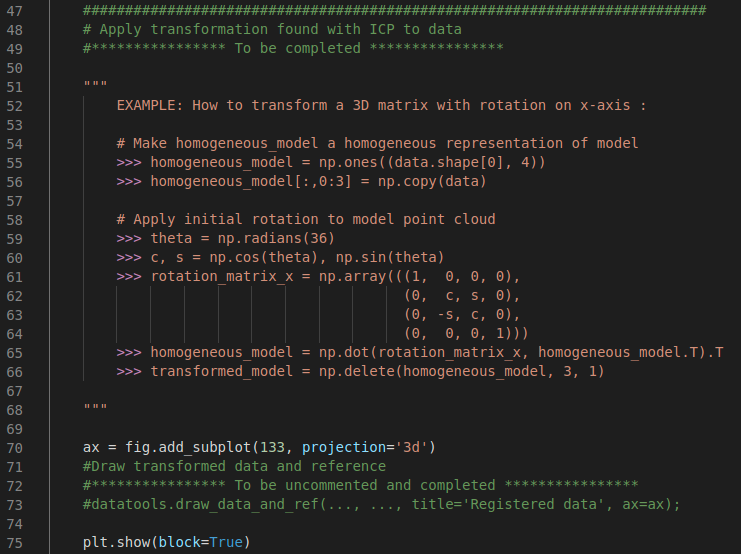 47 ##########################################################################
48 # Apply transformation found with ICP to data
49 #**************** To be completed ****************
50
51 """
52 EXAMPLE: How to transform a 3D matrix with rotation on x-axis :
53
54 # Make homogeneous_model a homogeneous representation of model
55 >>> homogeneous_model = np.ones((data.shape[0], 4))
56 >>> homogeneous_model[:,0:3] = np.copy(data)
57
58 # Apply initial rotation to model point cloud
59 >>> theta = np.radians(36)
60 >>> c, s = np.cos(theta), np.sin(theta)
61 >>> rotation_matrix_x = np.array(((1,  0, 0, 0),
62 (0,  c, s, 0),
63 (0, -s, c, 0),
64 (0,  0, 0, 1)))
65 >>> homogeneous_model = np.dot(rotation_matrix_x, homogeneous_model.T).T
66 >>> transformed_model = np.delete(homogeneous_model, 3, 1)
67
68 """
69
70 ax = fig.add_subplot(133, projection='3d')
71 #Draw transformed data and reference
72 #**************** To be uncommented and completed ****************
73 #datatools.draw_data_and_ref(..., ..., title='Registered data', ax=ax);
74
75 plt.show(block=True)